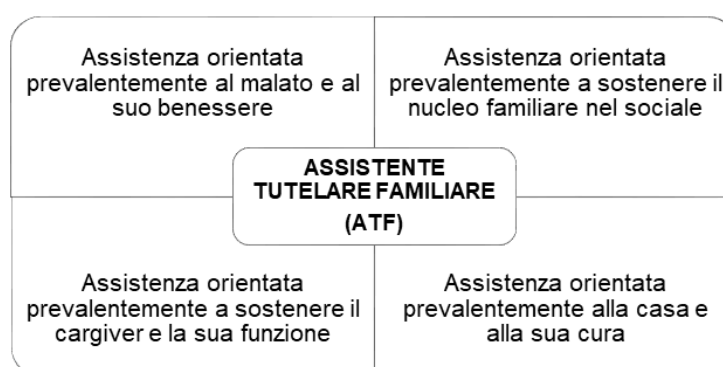 Assistenza orientata
prevalentemente al malato e al
suo benessere
Assistenza orientata
prevalentemente a sostenere il
nucleo familiare nel sociale
ASSISTENTE
TUTELARE FAMILIARE
(ATF)
Assistenza orientata
prevalentemente a sostenere il
cargiver e la sua funzione
Assistenza orientata
prevalentemente alla casa e
alla sua cura